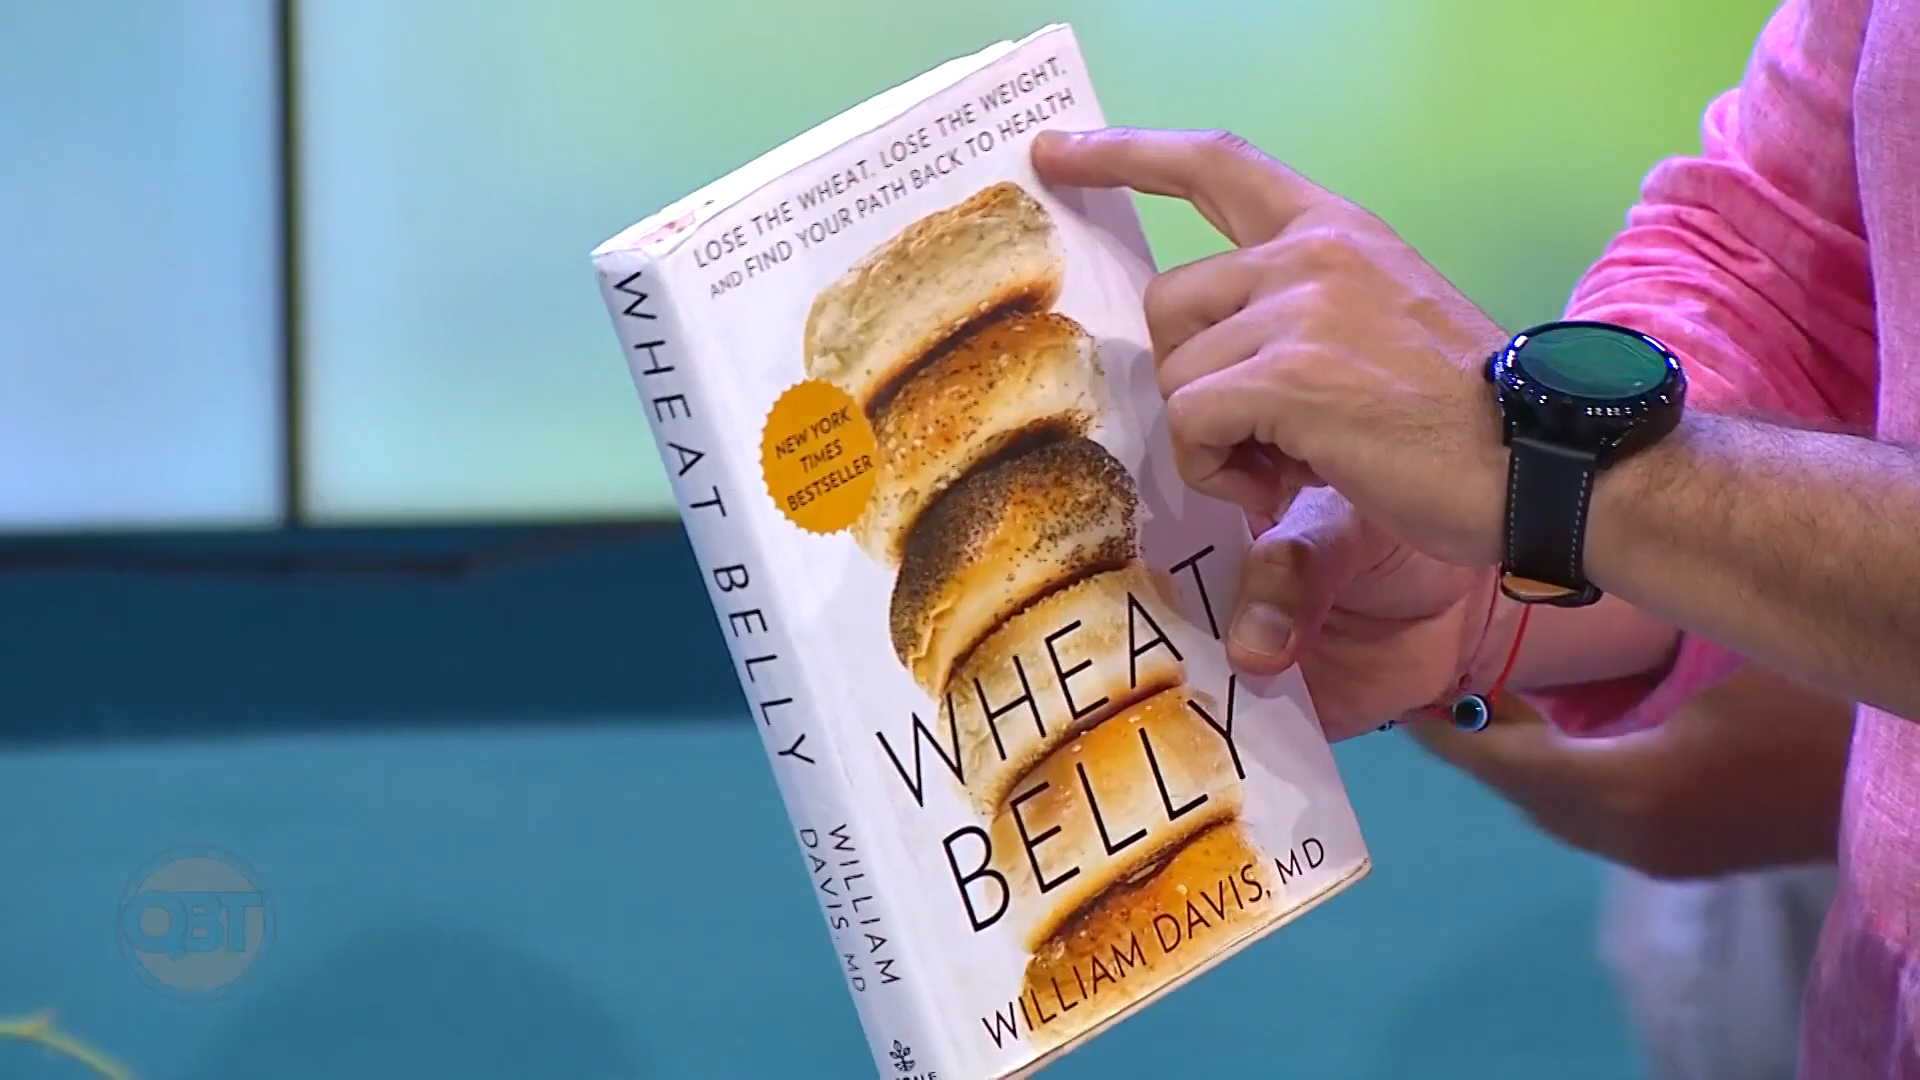 LOSE THE WHEAT, LOSE THE WEIGHT,
AND FIND YOUR PATH BACK TO HEALTH
NEW YORK
TIMES
BESTSELLER
WHEAT
BELLY
WILLIAM DAVIS, MD
WHEAT BELLY
WILLIAM
DAVIS, MD
QBT